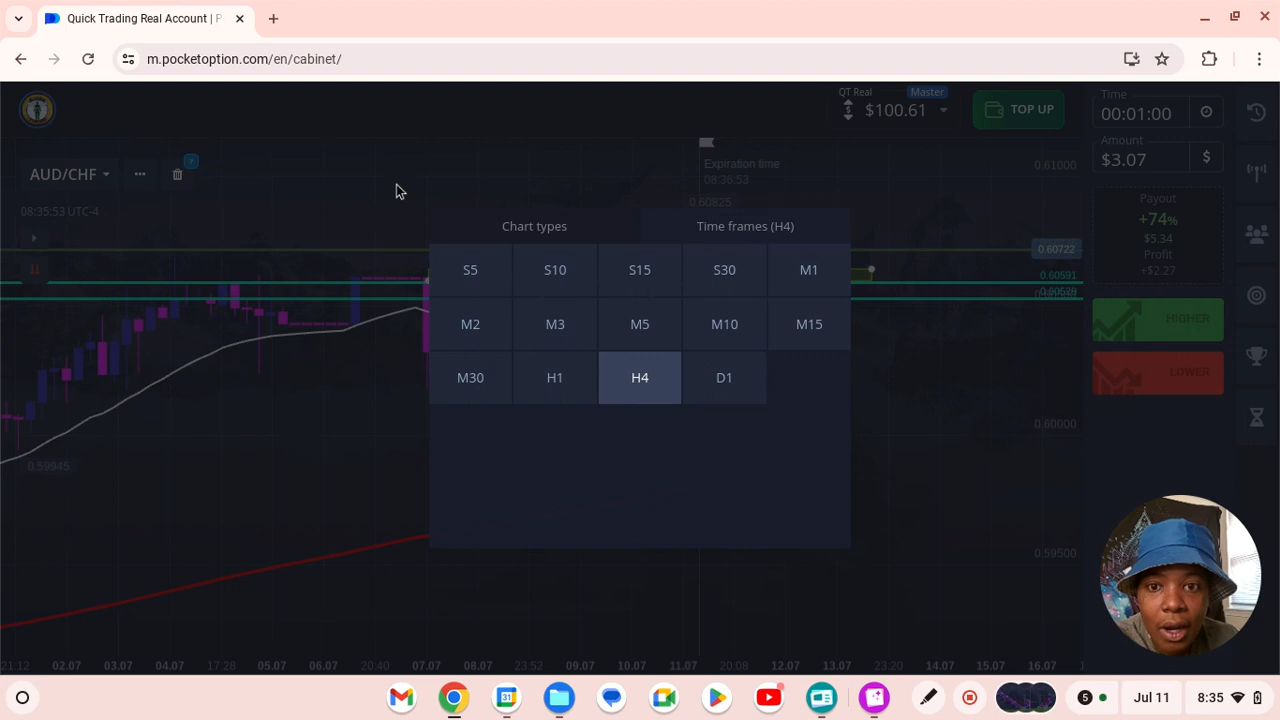 Quick Trading Real Account | P
m.pocketoption.com/en/cabinet/
QT Real
Master
$100.61
TOP UP
Time
00:01:00
Amount
$3.07
$
Payout
+74%
$5.34
Profit
+$2.27
HIGHER
LOWER
AUD/CHF
?
08:35:53 UTC-4
Expiration time
08:36:53
0.60825
0.61000
0.60722
0.60591
0.60000
0.59945
0.59500
Chart types
Time frames (H4)
S5 S10 S15 S30 M1
M2 M3 M5 M10 M15
M30 H1 H4 D1
21:12 02.07 03.07 04.07 17:28 05.07 06.07 20:40 07.07 08.07 23:52 09.07 10.07 11.07 20:08 12.07 13.07 23:20 14.07 15.07 16.07
31
5
Jul 11
8:35